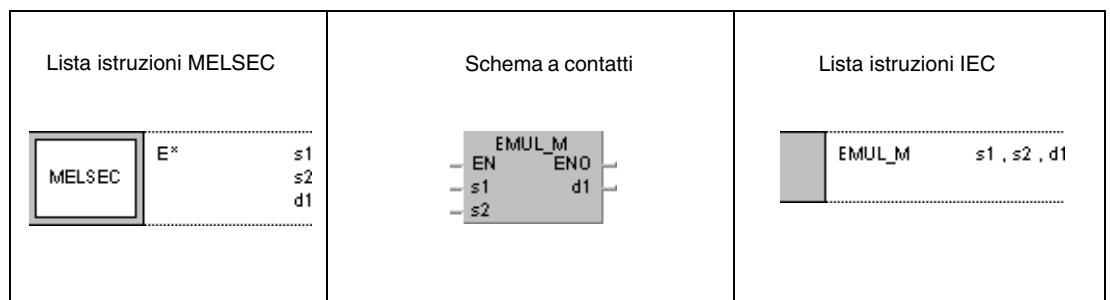 Lista istruzioni MELSEC
MELSEC
E* s1
s2
d1
Schema a contatti
EMUL_M
EN ENO
s1 d1
s2
Lista istruzioni IEC
EMUL_M s1 , s2 , d1